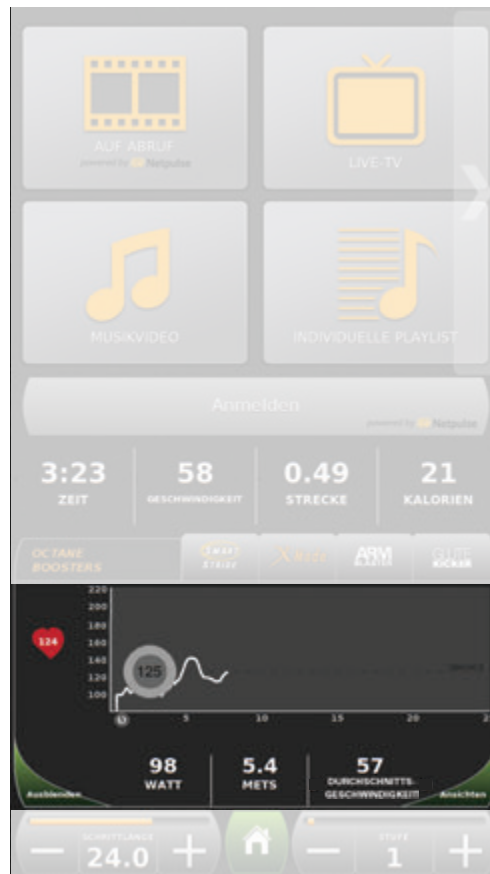 AUF ABRUF
powered by Netpulse
LIVE-TV
MUSIKVIDEO
INDIVIDUELLE PLAYLIST
Anmelden
powered by Netpulse
3:23
ZEIT
58
GESCHWINDIGKEIT
0.49
STRECKE
21
KALORIEN
OCTANE
BOOSTERS
SMART
STRIDE
X Mode
ARM
BLASTER
GLUTE
KICKER
220
200
180
160
140
120
100
124
125
5
10
15
20
98
WATT
5.4
METS
57
DURCHSCHNITTS-
GESCHWINDIGKEIT
Ausblenden
Ansichten
SCHRITTLÄNGE
24.0
STUFE
1